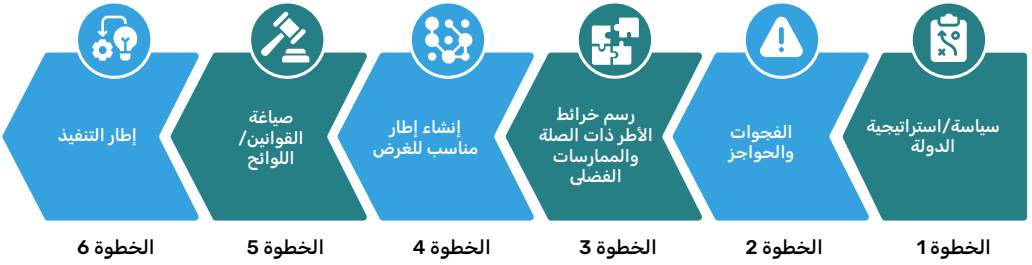 سياسة/استراتيجية
الدولة
الفجوات
والحواجز
رسم خرائط
الأطر ذات الصلة
والممارسات
الفضلى
إنشاء إطار
مناسب للغرض
صياغة
القوانين/
اللوائح
إطار التنفيذ
الخطوة 1
الخطوة 2
الخطوة 3
الخطوة 4
الخطوة 5
الخطوة 6